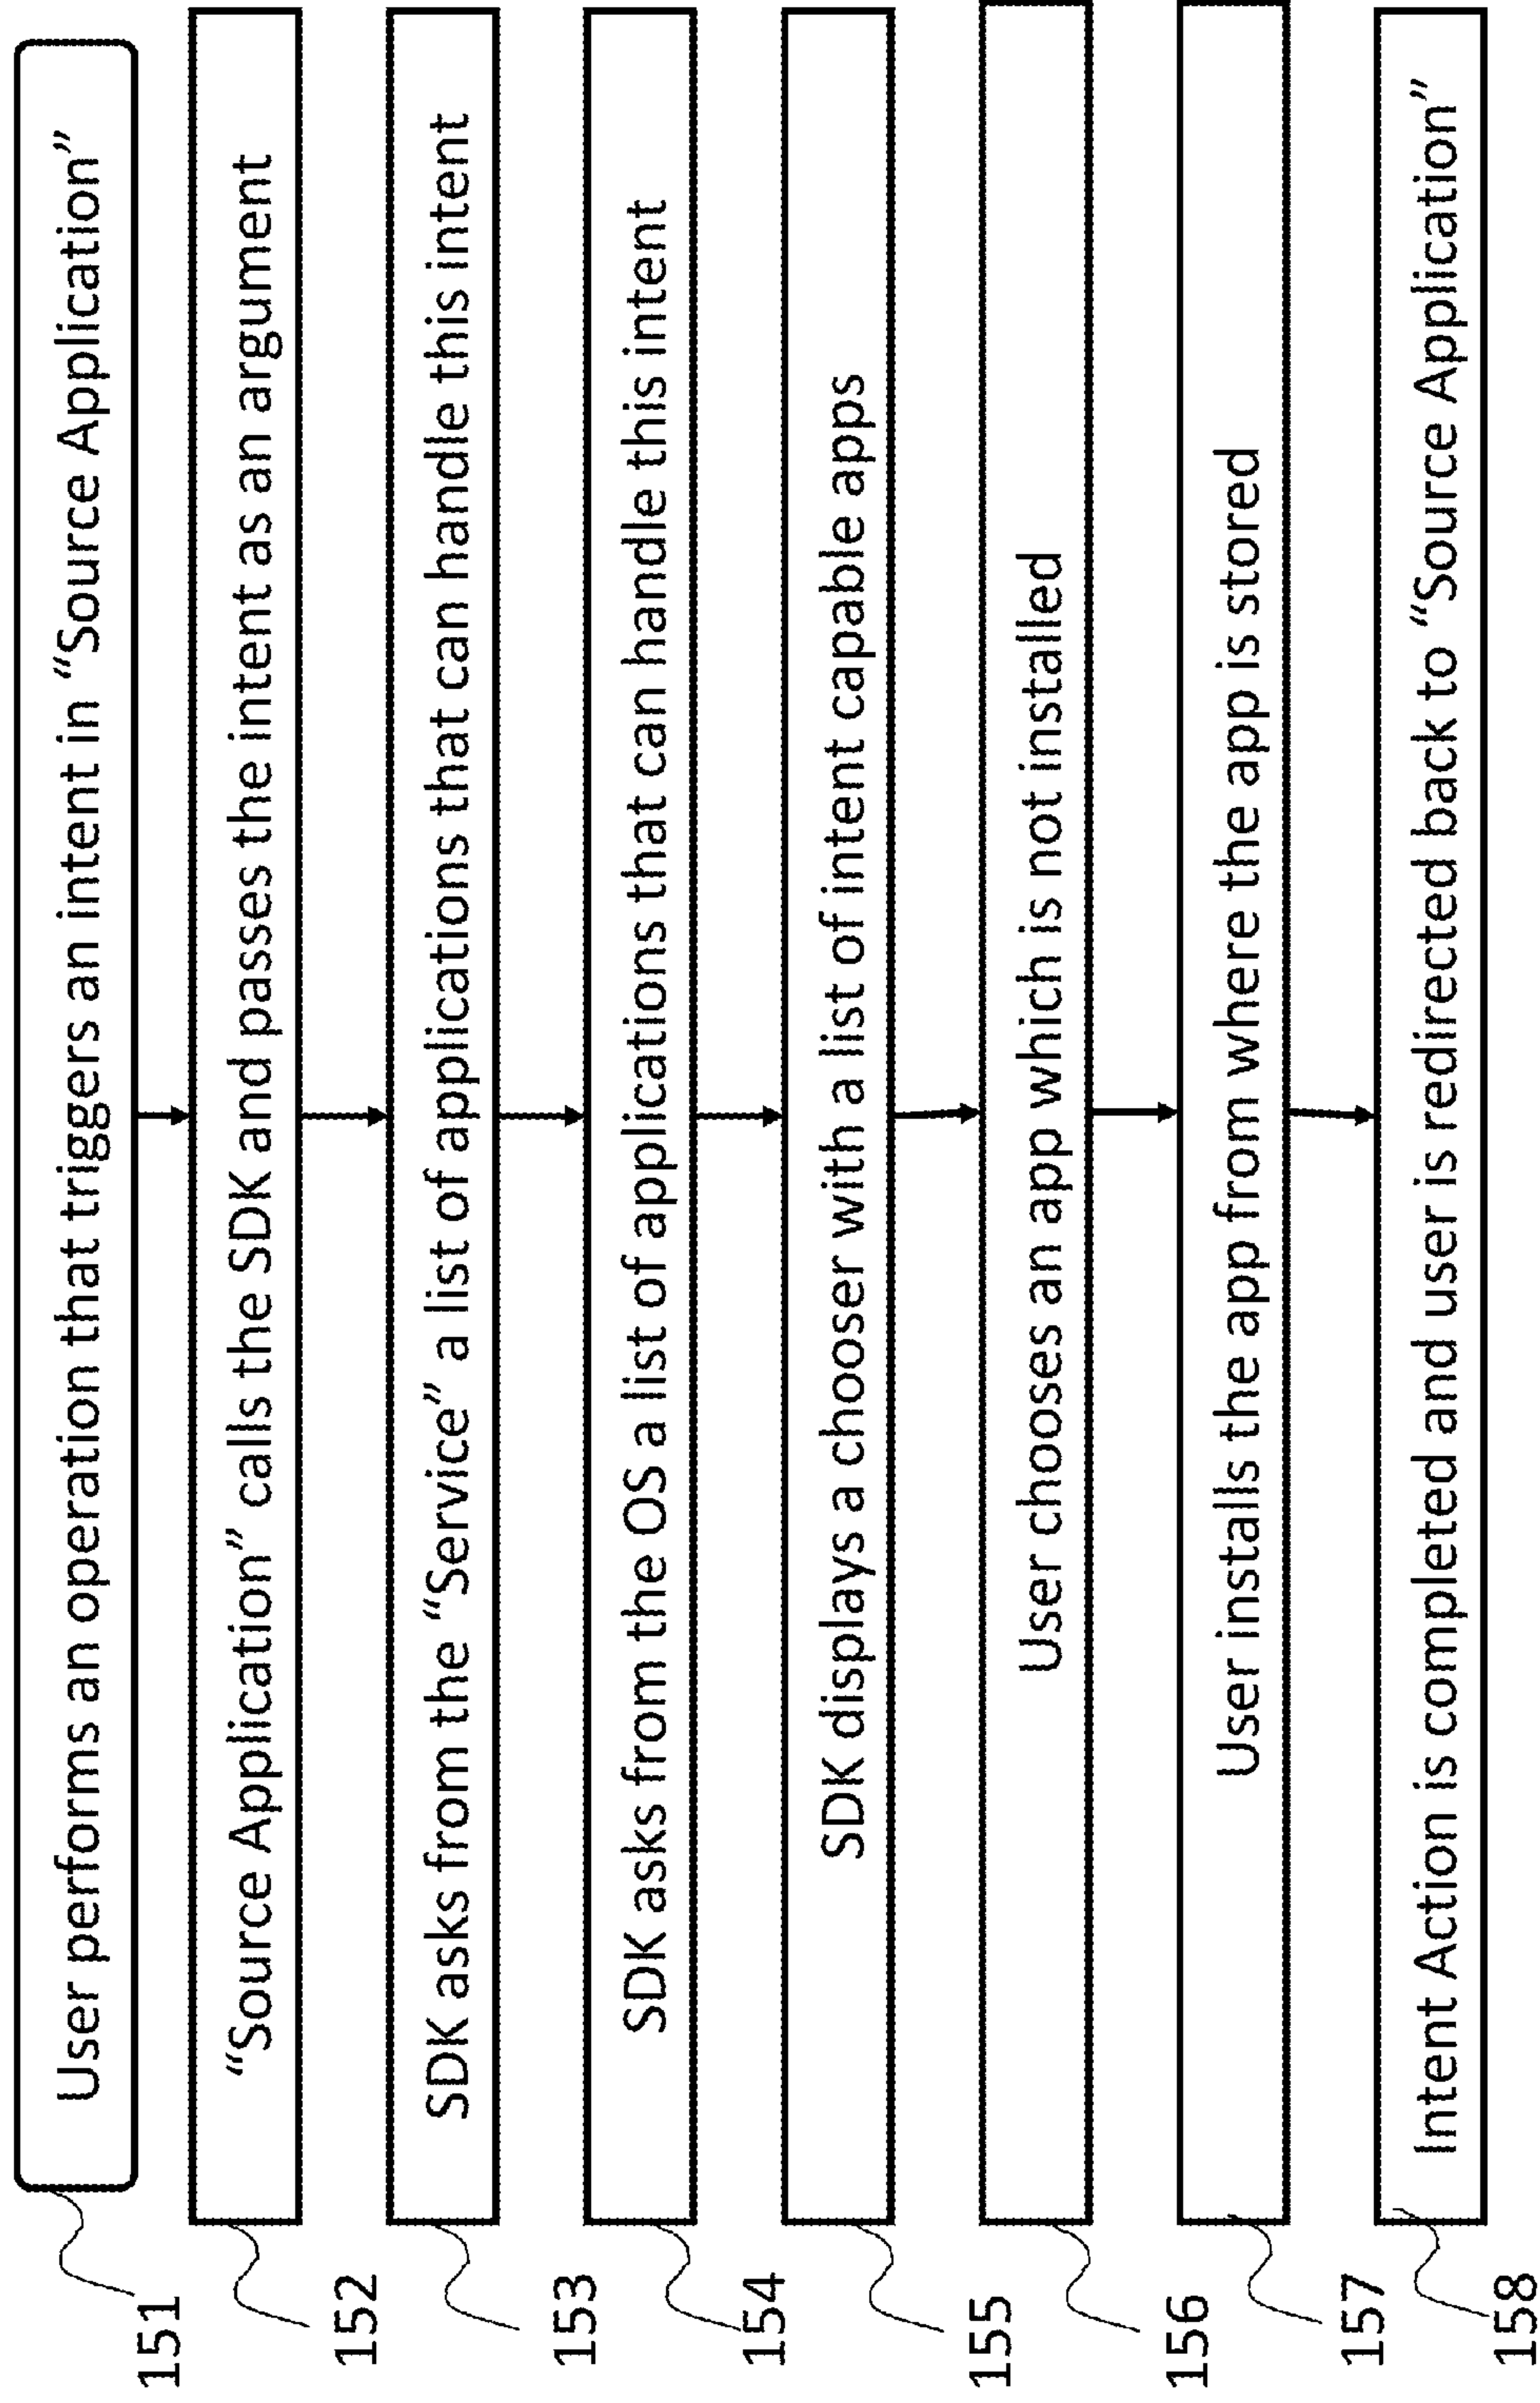 User performs an operation that triggers an intent in “Source Application”
151
“Source Application” calls the SDK and passes the intent as an argument
152
SDK asks from the “Service” a list of applications that can handle this intent
153
SDK asks from the OS a list of applications that can handle this intent
154
SDK displays a chooser with a list of intent capable apps
155
User chooses an app which is not installed
156
User installs the app from where the app is stored
157
Intent Action is completed and user is redirected back to “Source Application”
158